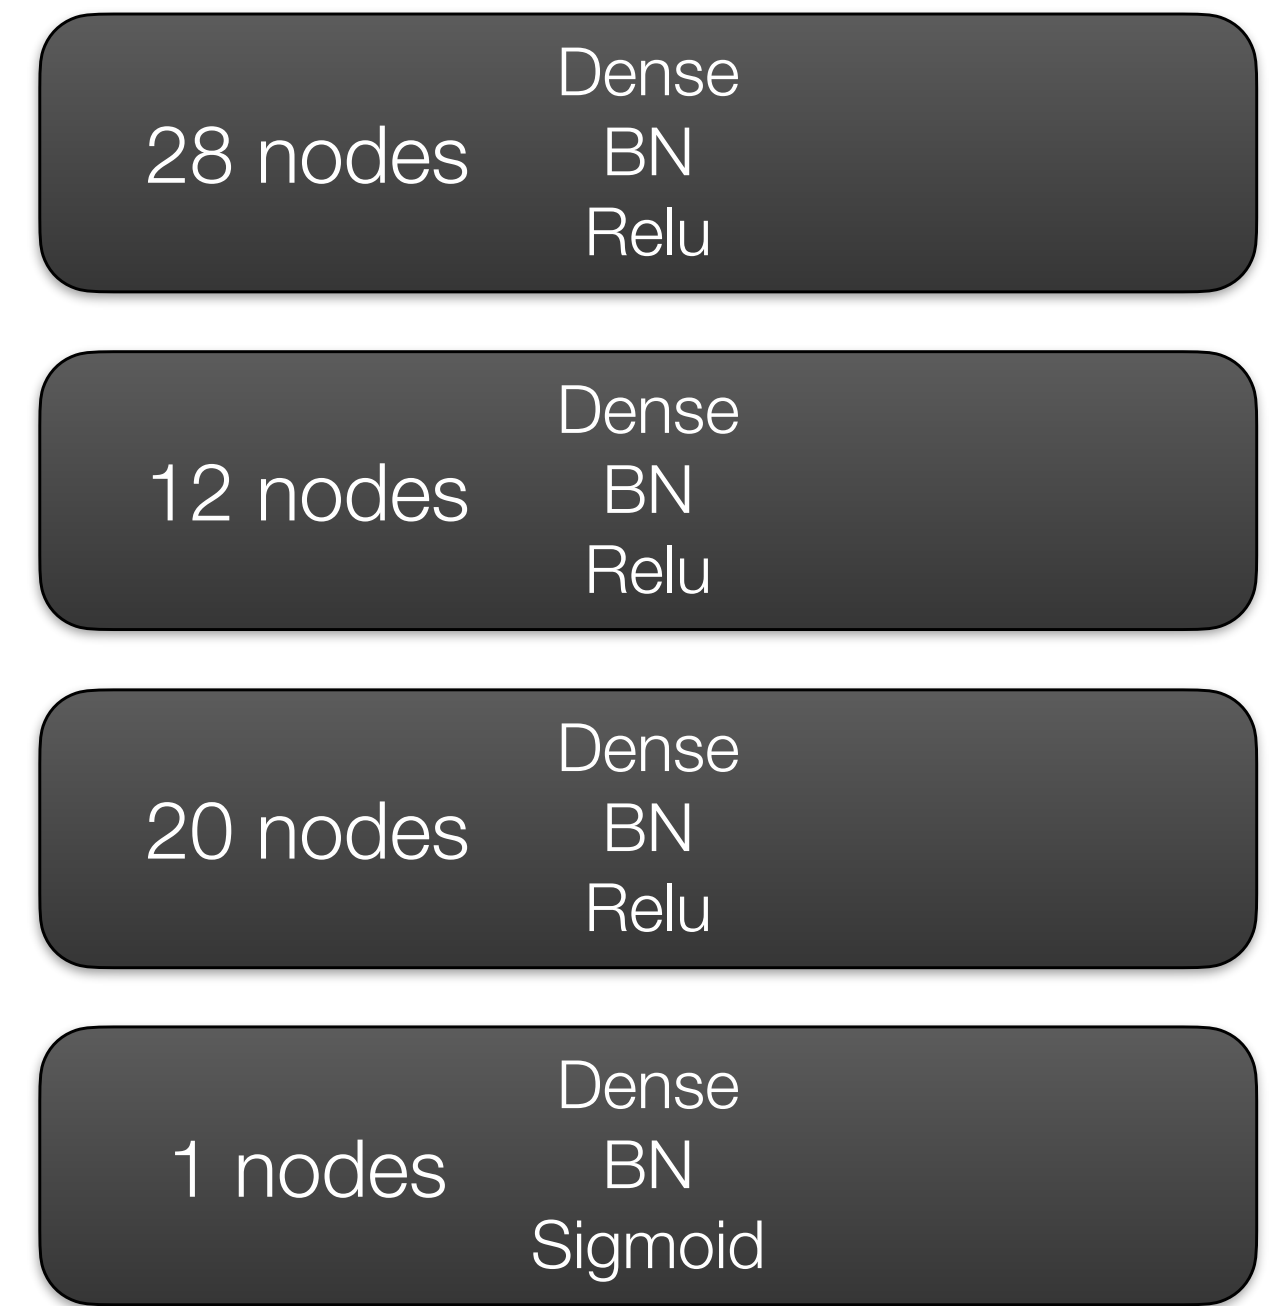 Dense
28 nodes
BN
Relu
Dense
12 nodes
BN
Relu
Dense
20 nodes
BN
Relu
Dense
1 nodes
BN
Sigmoid